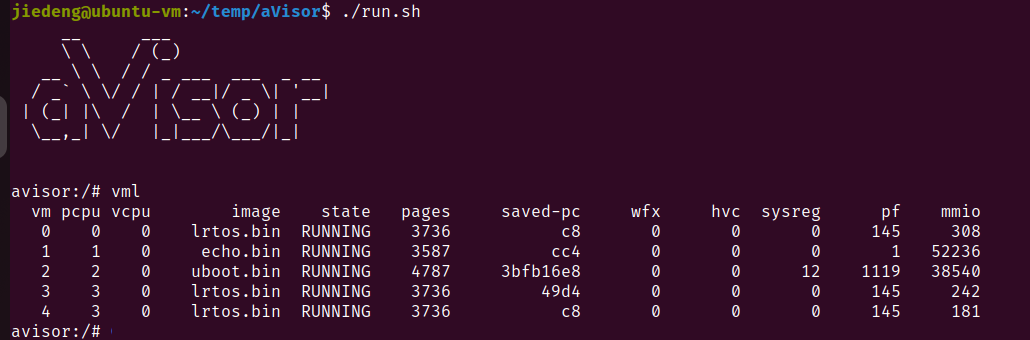 jiedeng@ubuntu-vm:~/temp/aVisor$ ./run.sh
aVisor
avisor:/# vml
vm pcpu vcpu image state pages saved-pc wfx hvc sysreg pf mmio
0 0 0 lrtos.bin RUNNING 3736 c8 0 0 0 145 308
1 1 0 echo.bin RUNNING 3587 cc4 0 0 0 1 52236
2 2 0 uboot.bin RUNNING 4787 3bfb16e8 0 0 12 1119 38540
3 3 0 lrtos.bin RUNNING 3736 49d4 0 0 0 145 242
4 3 0 lrtos.bin RUNNING 3736 c8 0 0 0 145 181
avisor:/#